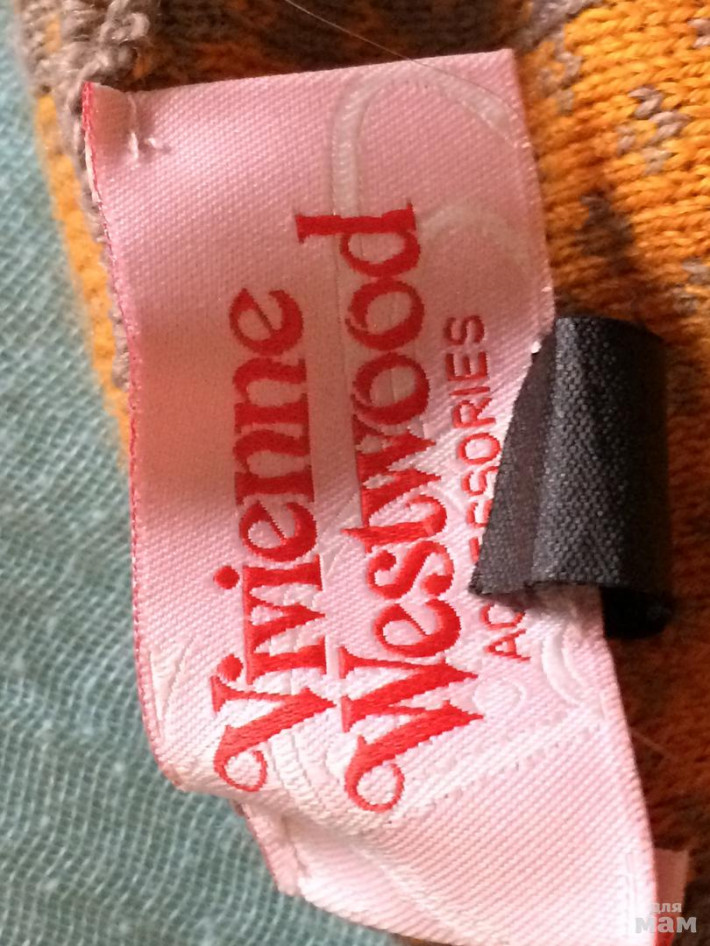 Vivienne
Westwood
ACCESSORIES
для
мам